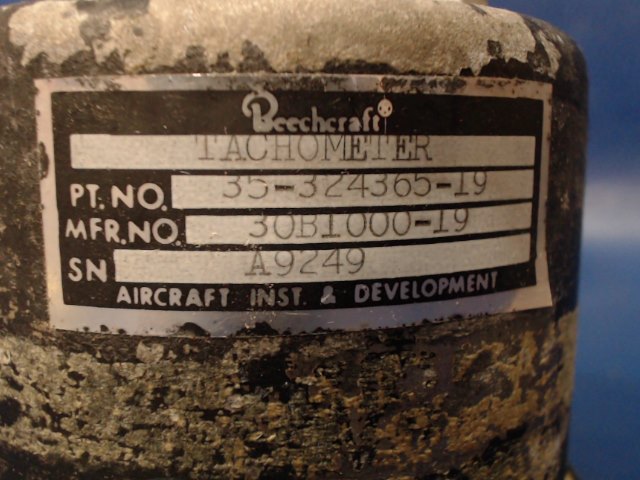 Beechcraft
TACHOMETER
PT. NO. 35-324365-19
MFR. NO. 30B1000-19
SN A9249
AIRCRAFT INST. & DEVELOPMENT